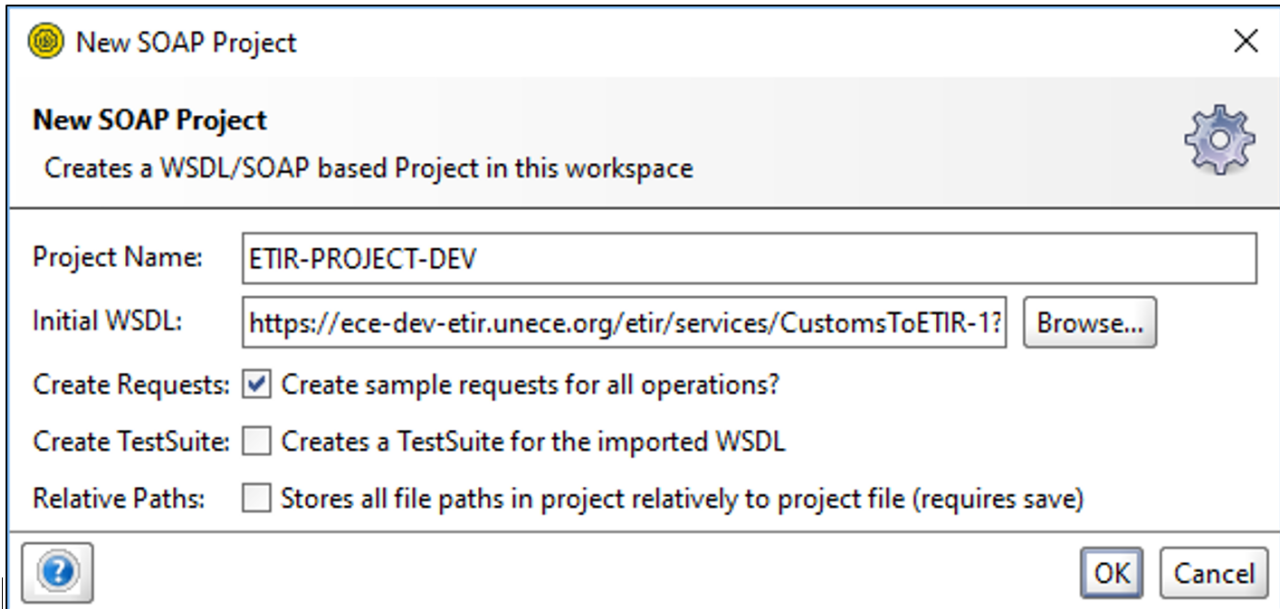 New SOAP Project
New SOAP Project
Creates a WSDL/SOAP based Project in this workspace
Project Name: ETIR-PROJECT-DEV
Initial WSDL: https://ece-dev-etir.unece.org/etir/services/CustomsToETIR-1? Browse...
Create Requests: Create sample requests for all operations?
Create TestSuite: Creates a TestSuite for the imported WSDL
Relative Paths: Stores all file paths in project relatively to project file (requires save)
? OK Cancel